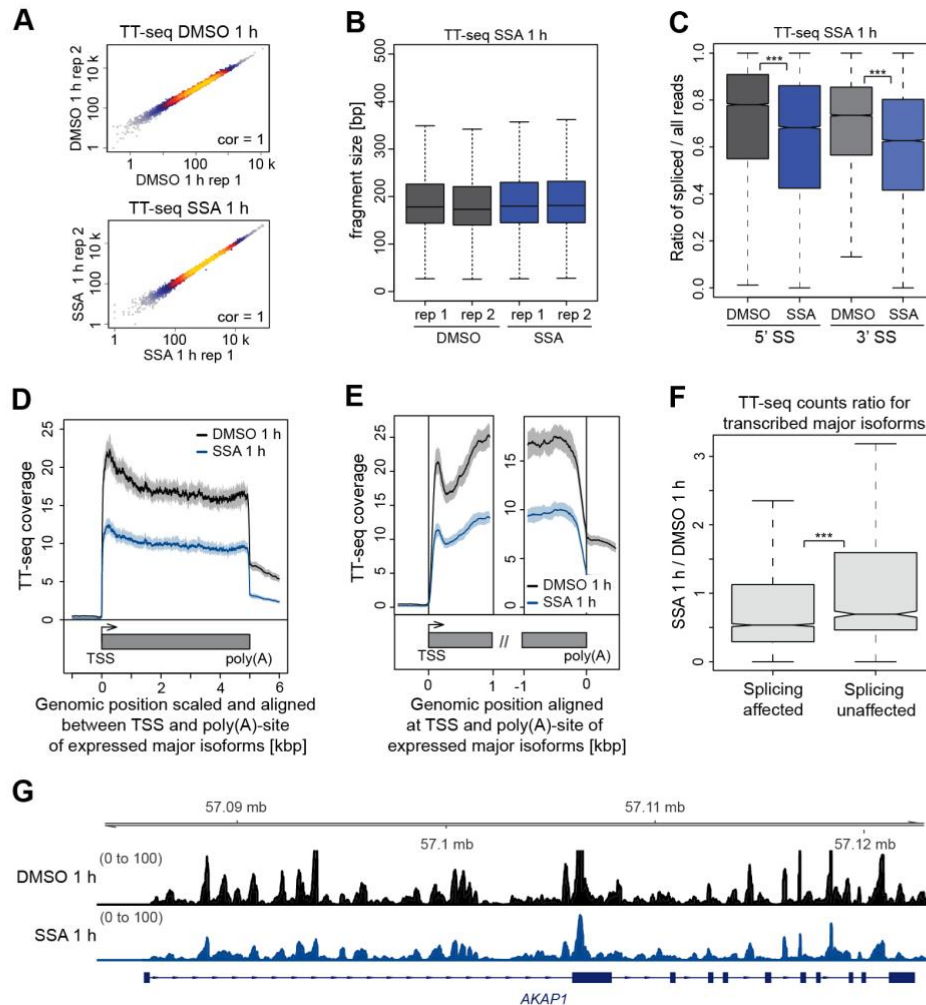 A
TT-seq DMSO 1 h
DMSO 1 h rep 2
10 k
100
1
cor = 1
1 100 10 k
DMSO 1 h rep 1
TT-seq SSA 1 h
SSA 1 h rep 2
10 k
100
1
cor = 1
1 100 10 k
SSA 1 h rep 1
B
TT-seq SSA 1 h
fragment size [bp]
500
400
300
200
100
0
rep 1 rep 2 rep 1 rep 2
DMSO SSA
C
TT-seq SSA 1 h
Ratio of spliced / all reads
1.0
0.8
0.6
0.4
0.2
0.0
*** ***
DMSO SSA DMSO SSA
5' SS 3' SS
D
TT-seq coverage
25
20
15
10
5
0
DMSO 1 h
SSA 1 h
TSS poly(A)
0 2 4 6
Genomic position scaled and aligned
between TSS and poly(A)-site
of expressed major isoforms [kbp]
E
TT-seq coverage
25
20
15
10
5
0
15
10
5
0
DMSO 1 h
SSA 1 h
//
TSS poly(A)
0 1 -1 0
Genomic position aligned
at TSS and poly(A)-site of
expressed major isoforms [kbp]
F
TT-seq counts ratio for
transcribed major isoforms
SSA 1 h / DMSO 1 h
3
2
1
0
***
Splicing
affected
Splicing
unaffected
G
57.09 mb 57.11 mb
57.1 mb 57.12 mb
(0 to 100)
DMSO 1 h
(0 to 100)
SSA 1 h
AKAP1